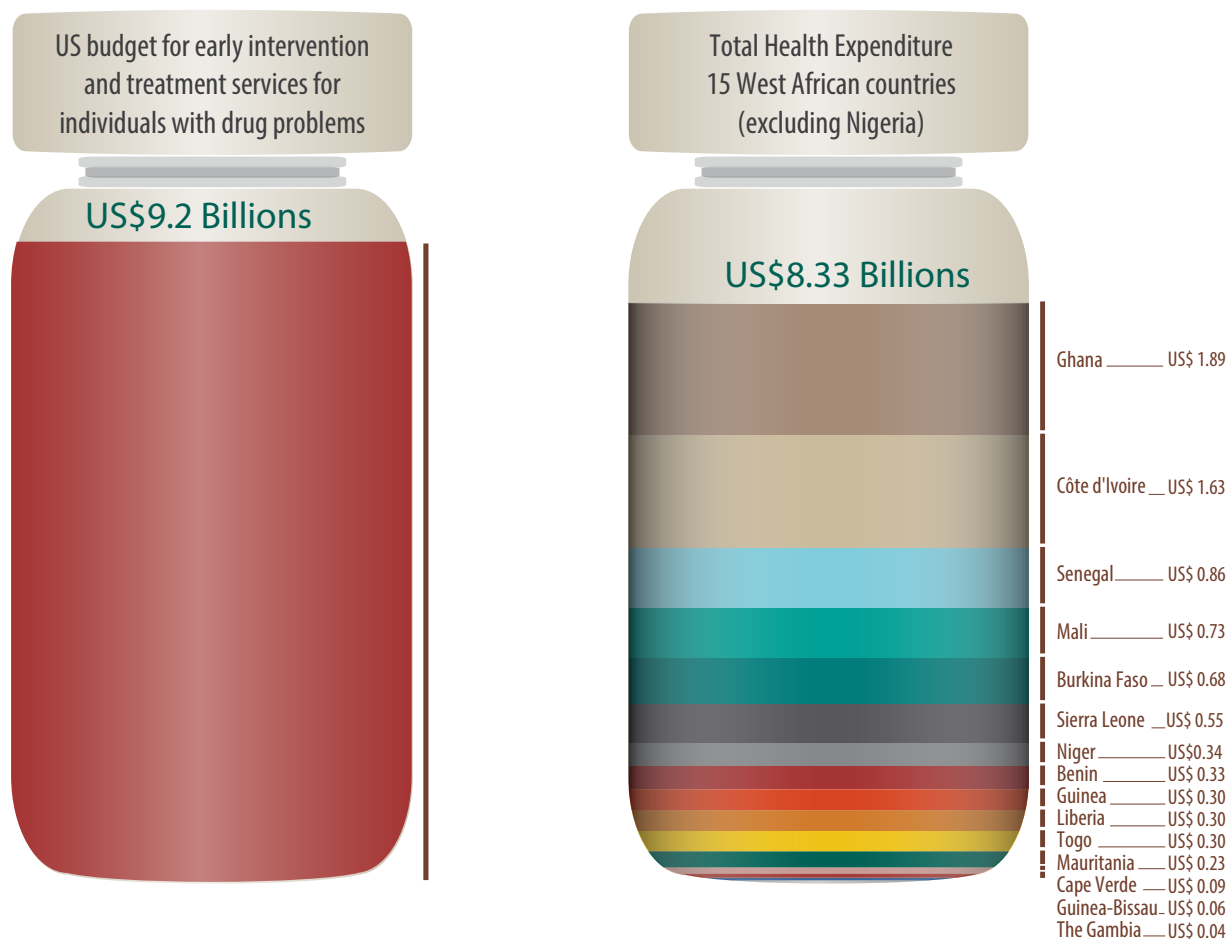 US budget for early intervention
and treatment services for
individuals with drug problems
US$9.2 Billions
Total Health Expenditure
15 West African countries
(excluding Nigeria)
US$8.33 Billions
Ghana US$ 1.89
Côte d'Ivoire US$ 1.63
Senegal US$ 0.86
Mali US$ 0.73
Burkina Faso US$ 0.68
Sierra Leone US$ 0.55
Niger US$0.34
Benin US$ 0.33
Guinea US$ 0.30
Liberia US$ 0.30
Togo US$ 0.30
Mauritania US$ 0.23
Cape Verde US$ 0.09
Guinea-Bissau US$ 0.06
The Gambia US$ 0.04